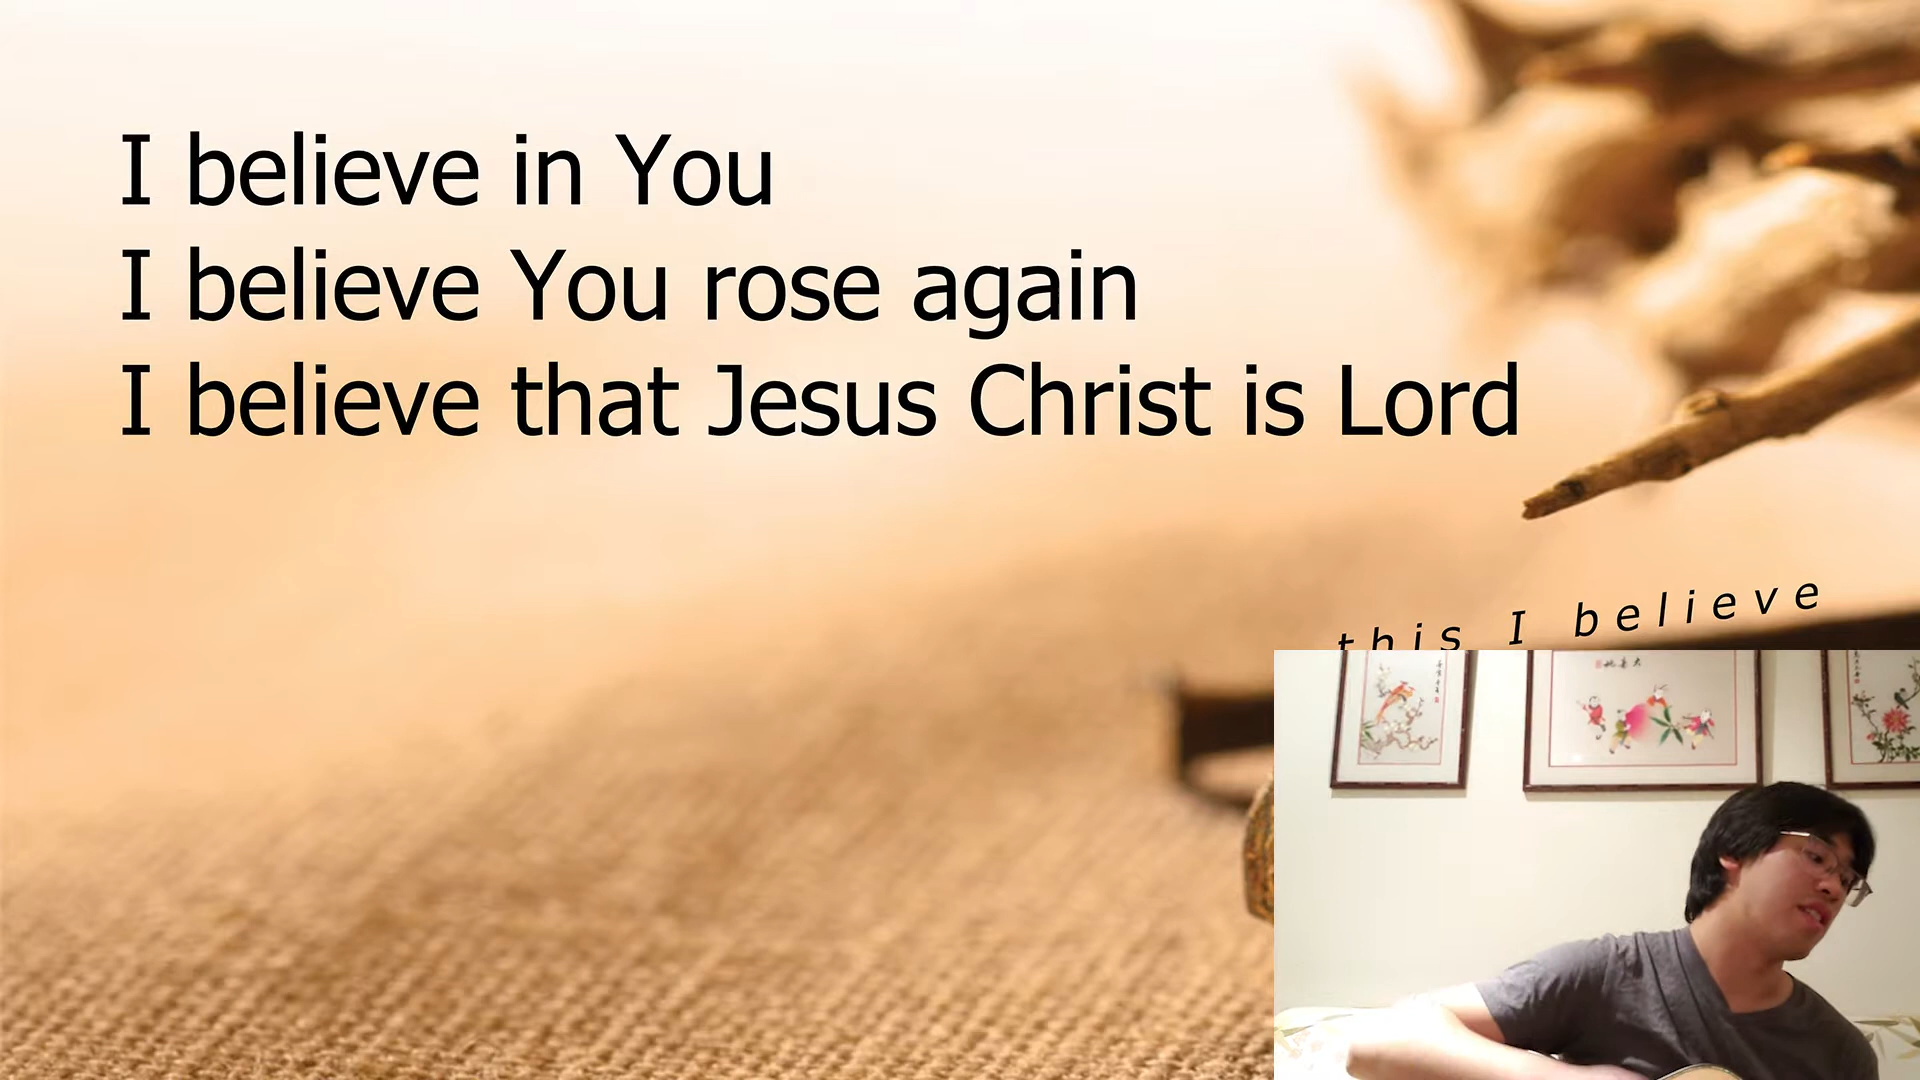 I believe in You
I believe You rose again
I believe that Jesus Christ is Lord
this I believe